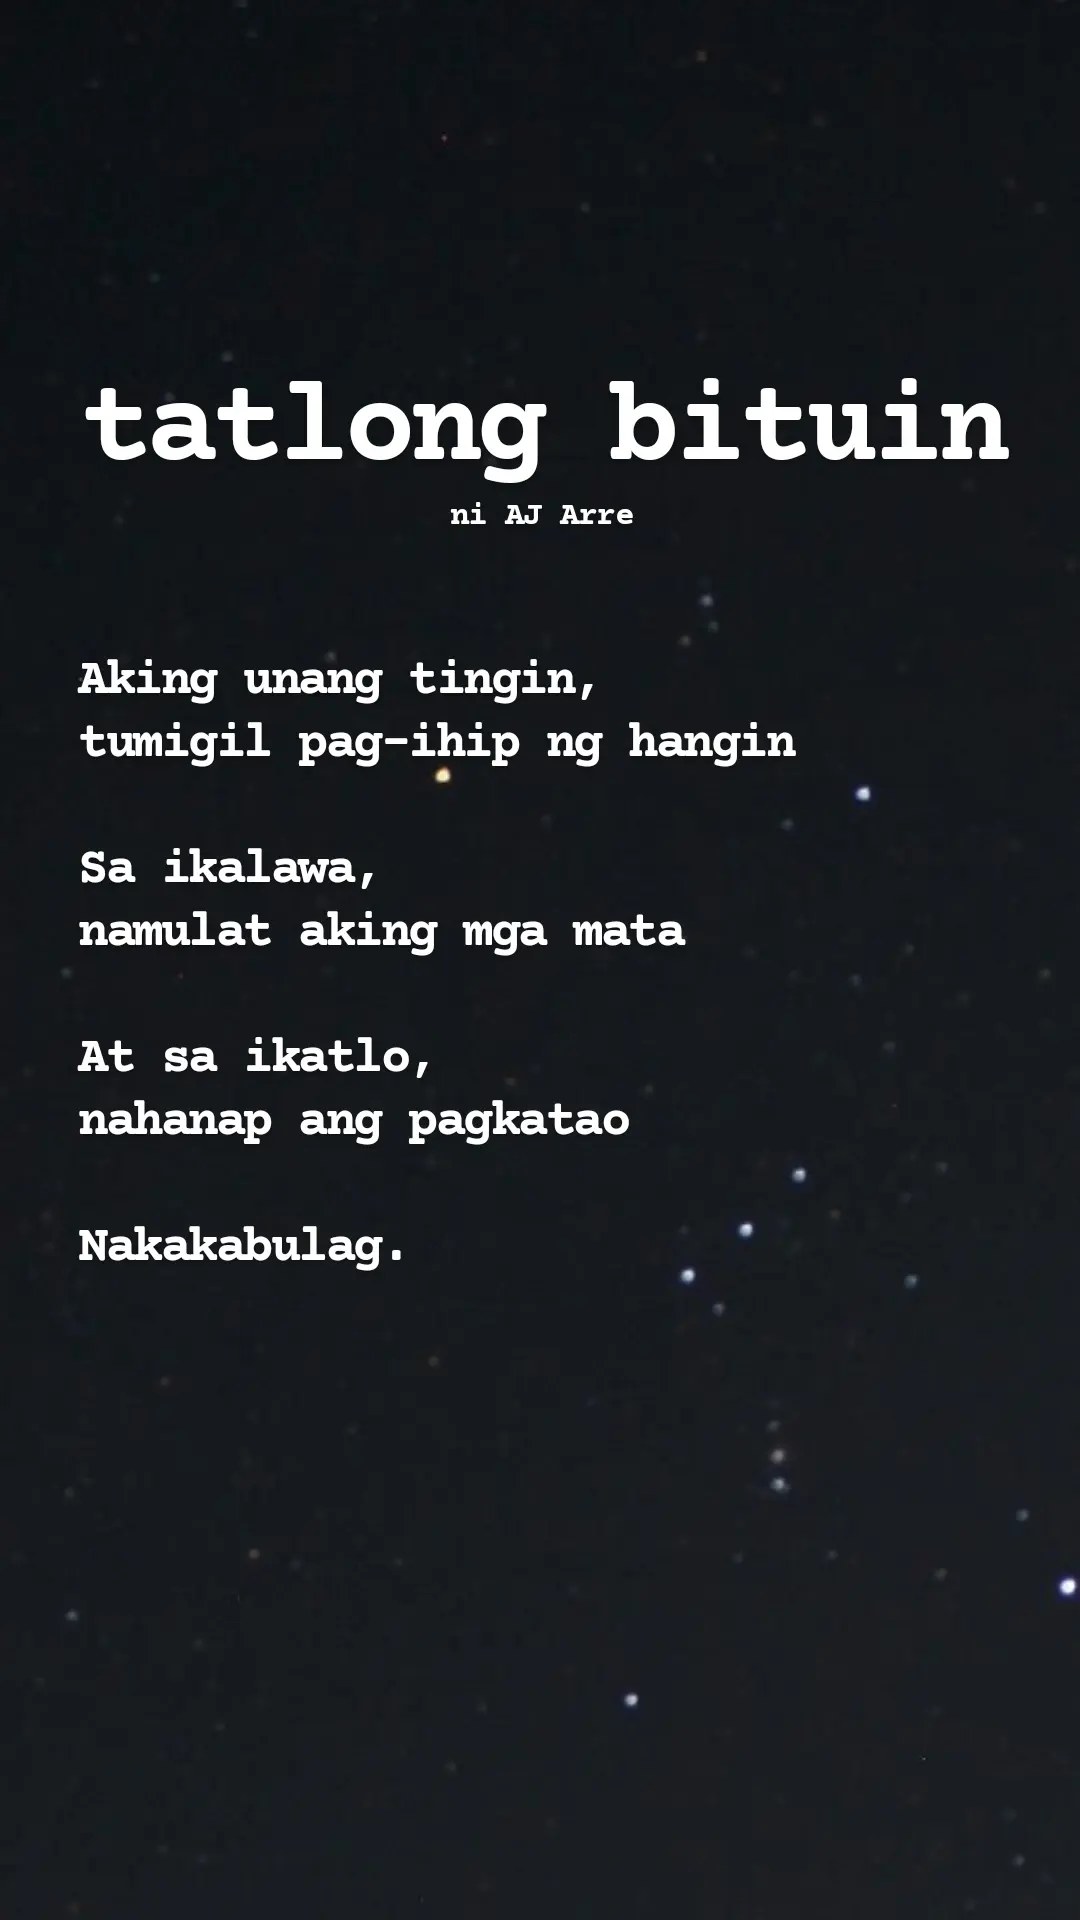 tatlong bituin
ni AJ Arre
Aking unang tingin,
tumigil pag-ihip ng hangin
Sa ikalawa,
namulat aking mga mata
At sa ikatlo,
nahanap ang pagkatao
Nakakabulag.